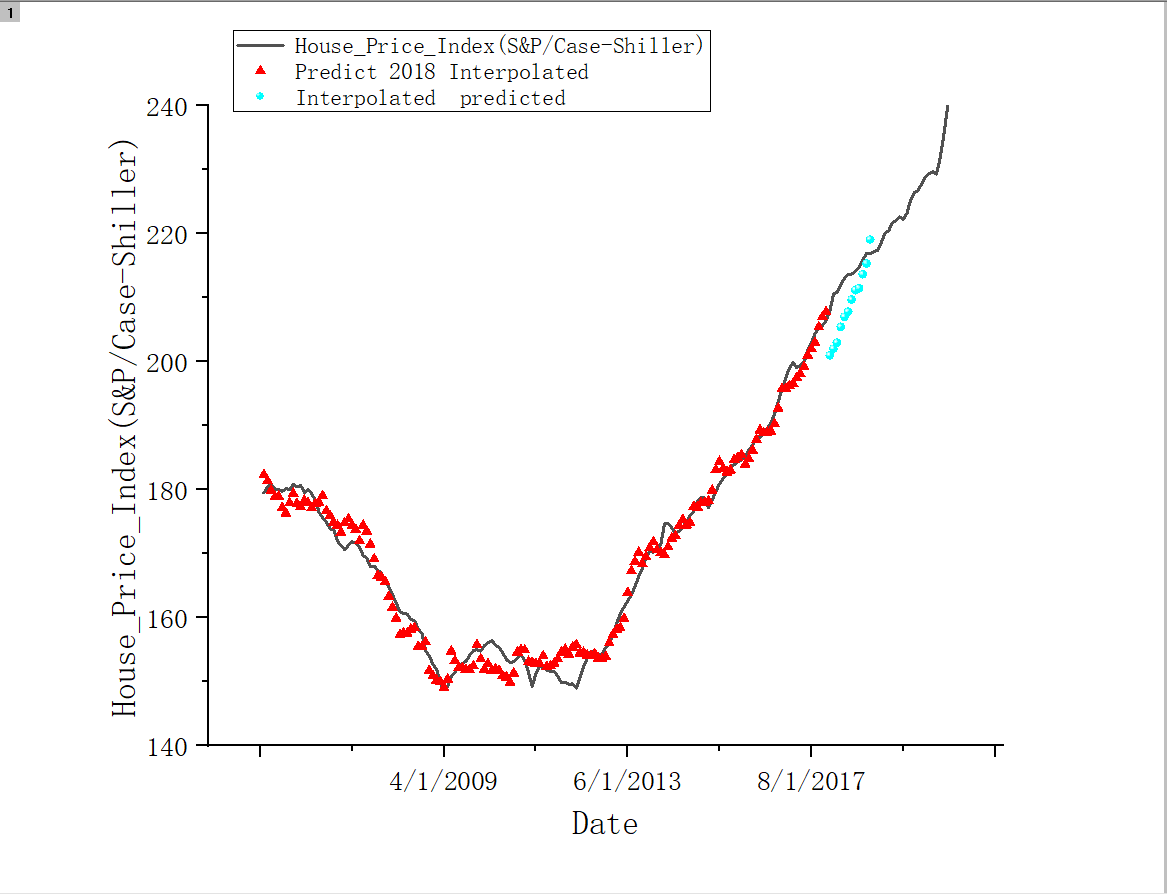 1
House_Price_Index(S&P/Case-Shiller)
Predict 2018 Interpolated
Interpolated  predicted
240
220
200
180
160
140
House_Price_Index(S&P/Case-Shiller)
4/1/2009 6/1/2013 8/1/2017
Date